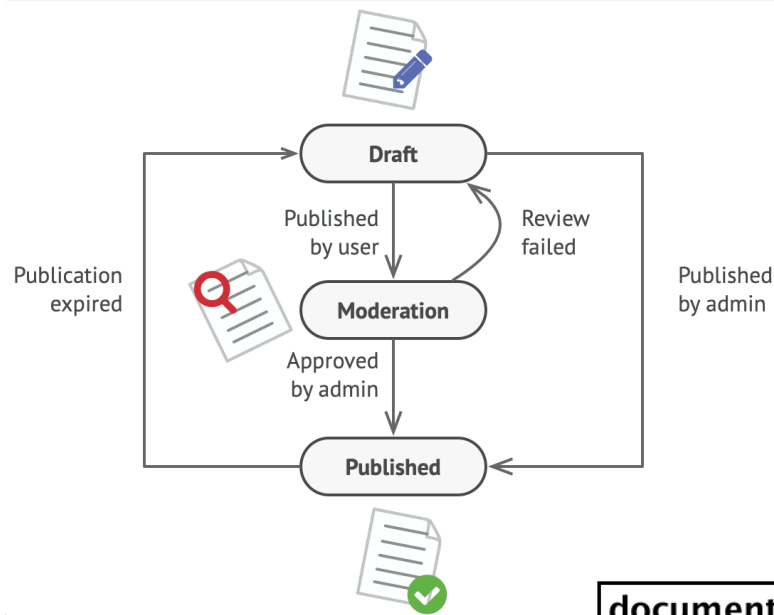 Draft
Published
by user
Review
failed
Publication
expired
Published
by admin
Moderation
Approved
by admin
Published
document